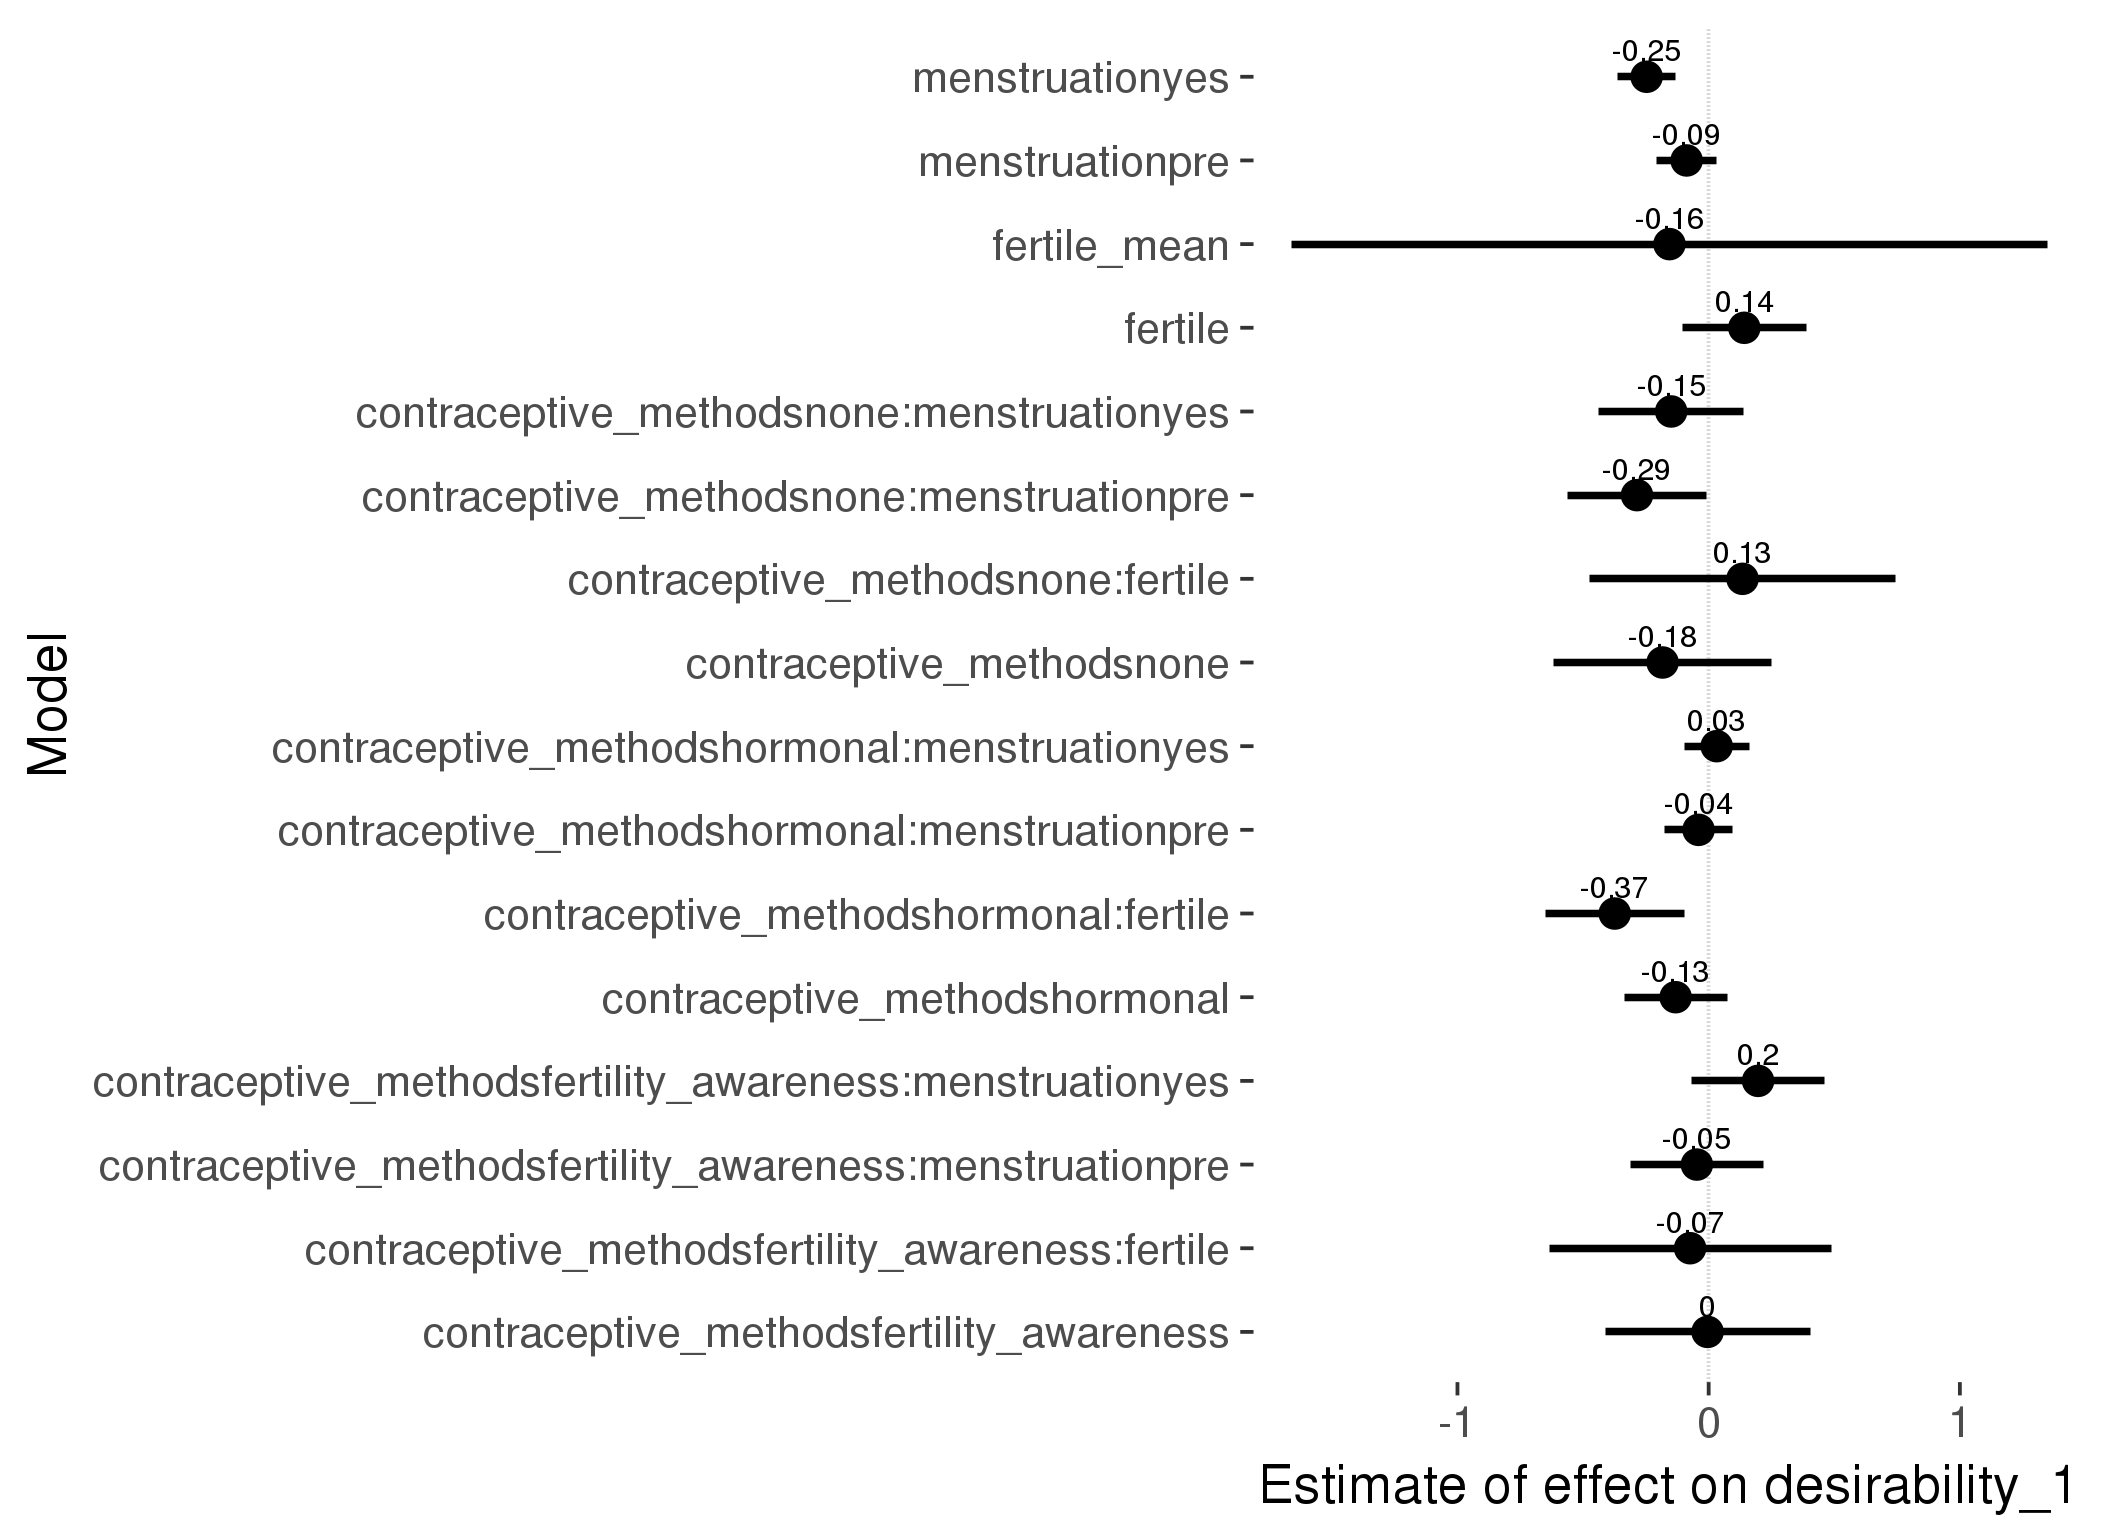 Model
menstruationyes
-0.25
menstruationpre
-0.09
fertile_mean
-0.16
fertile
0.14
contraceptive_methodsnone:menstruationyes
-0.15
contraceptive_methodsnone:menstruationpre
-0.29
contraceptive_methodsnone:fertile
0.13
contraceptive_methodsnone
-0.18
contraceptive_methodshormonal:menstruationyes
0.03
contraceptive_methodshormonal:menstruationpre
-0.04
contraceptive_methodshormonal:fertile
-0.37
contraceptive_methodshormonal
-0.13
contraceptive_methodsfertility_awareness:menstruationyes
0.2
contraceptive_methodsfertility_awareness:menstruationpre
-0.05
contraceptive_methodsfertility_awareness:fertile
-0.07
contraceptive_methodsfertility_awareness
0
-1 0 1
Estimate of effect on desirability_1